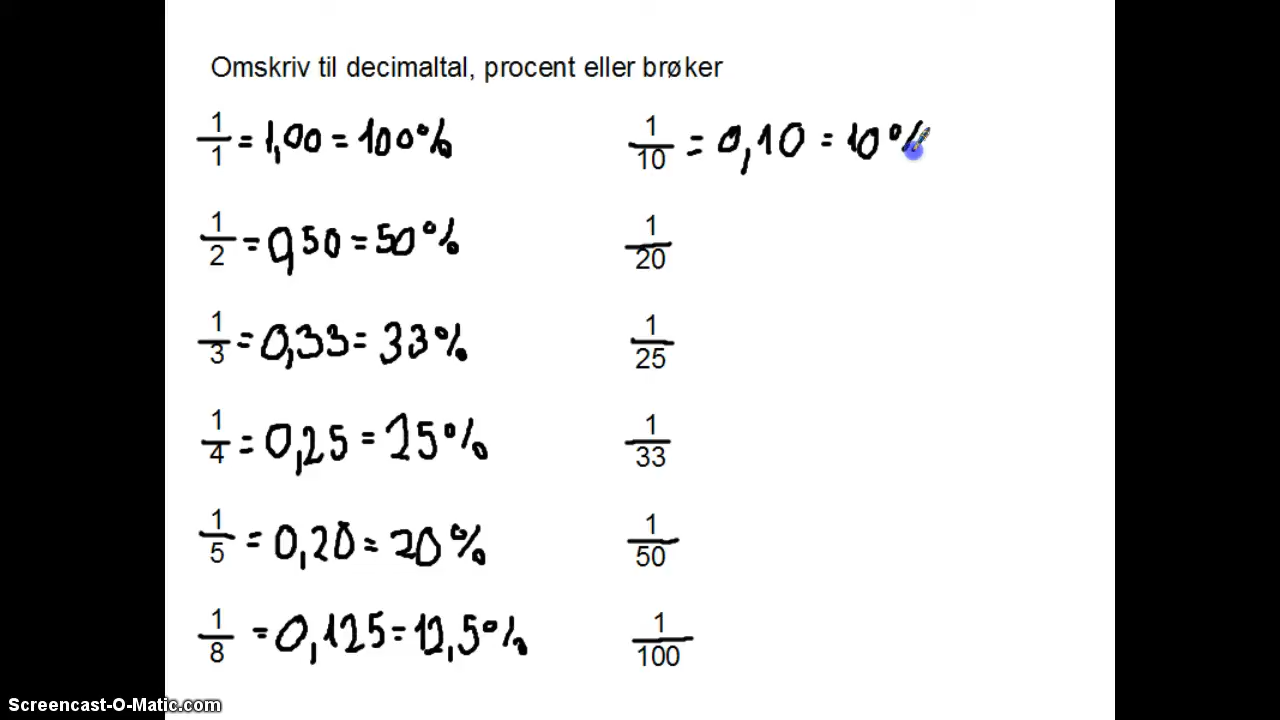 Omskriv til decimaltal, procent eller brøker
1/1 = 1,00 = 100%
1/2 = 0,50 = 50%
1/3 = 0,33 = 33%
1/4 = 0,25 = 25%
1/5 = 0,20 = 20%
1/8 = 0,125 = 12,5%
1/10 = 0,10 = 10%
1/20
1/25
1/33
1/50
1/100
Screencast-O-Matic.com